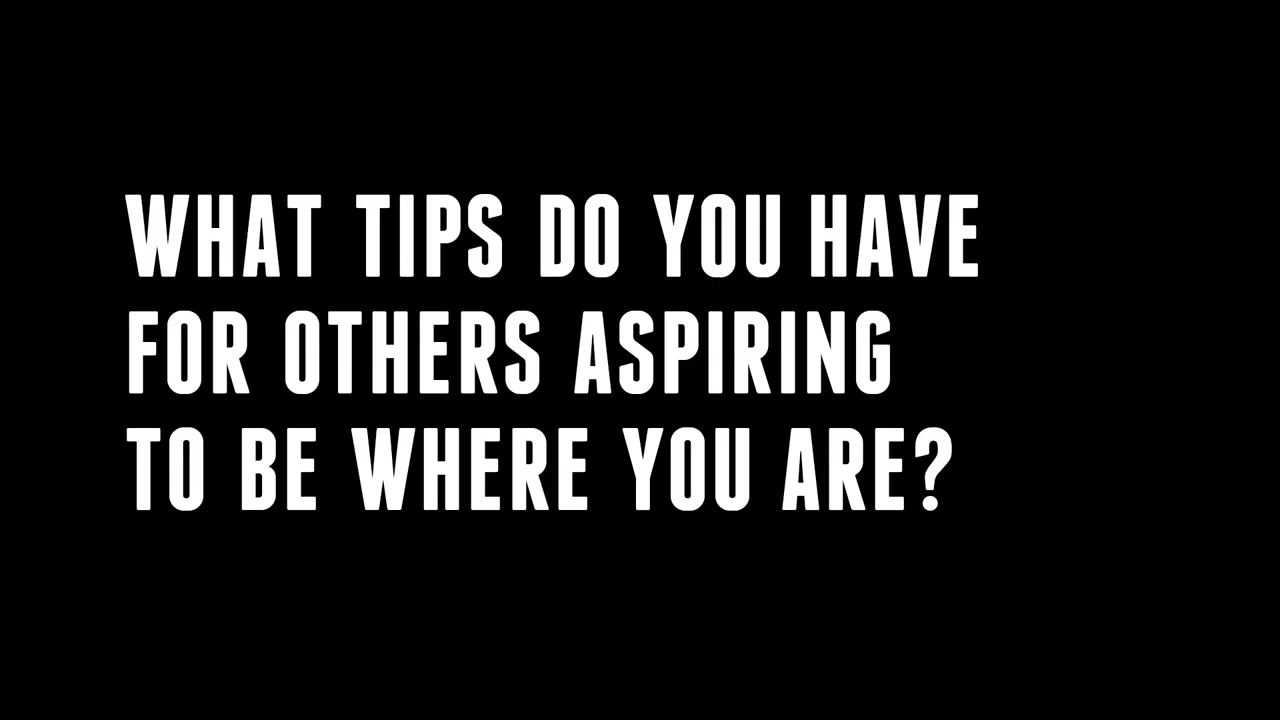 WHAT TIPS DO YOU HAVE
FOR OTHERS ASPIRING
TO BE WHERE YOU ARE?